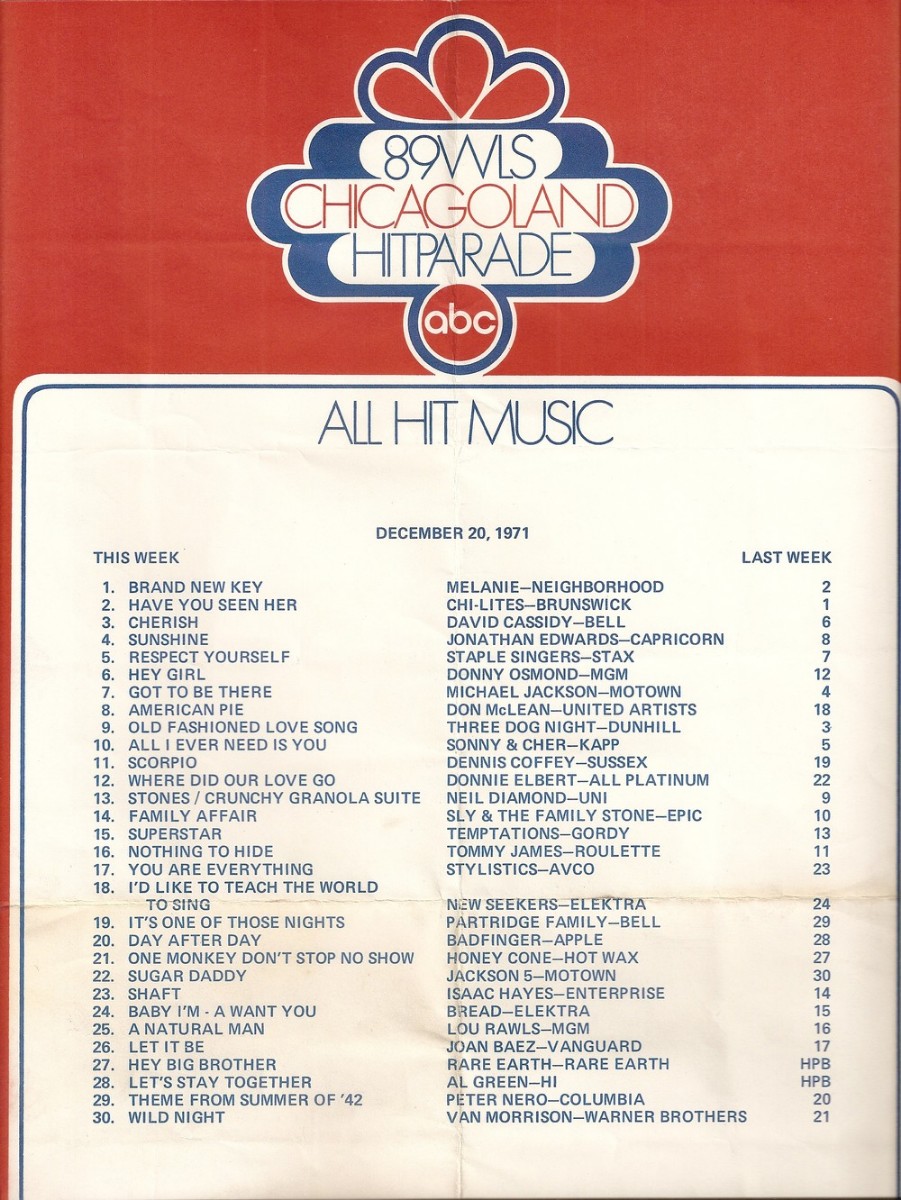 89WLS
CHICAGOLAND
HITPARADE
abc
ALL HIT MUSIC
DECEMBER 20, 1971
THIS WEEK LAST WEEK
1. BRAND NEW KEY MELANIE—NEIGHBORHOOD 2
2. HAVE YOU SEEN HER CHI-LITES—BRUNSWICK 1
3. CHERISH DAVID CASSIDY—BELL 6
4. SUNSHINE JONATHAN EDWARDS—CAPRICORN 8
5. RESPECT YOURSELF STAPLE SINGERS—STAX 7
6. HEY GIRL DONNY OSMOND—MGM 12
7. GOT TO BE THERE MICHAEL JACKSON—MOTOWN 4
8. AMERICAN PIE DON McLEAN—UNITED ARTISTS 18
9. OLD FASHIONED LOVE SONG THREE DOG NIGHT—DUNHILL 3
10. ALL I EVER NEED IS YOU SONNY & CHER—KAPP 5
11. SCORPIO DENNIS COFFEY—SUSSEX 19
12. WHERE DID OUR LOVE GO DONNIE ELBERT—ALL PLATINUM 22
13. STONES / CRUNCHY GRANOLA SUITE NEIL DIAMOND—UNI 9
14. FAMILY AFFAIR SLY & THE FAMILY STONE—EPIC 10
15. SUPERSTAR TEMPTATIONS—GORDY 13
16. NOTHING TO HIDE TOMMY JAMES—ROULETTE 11
17. YOU ARE EVERYTHING STYLISTICS—AVCO 23
18. I'D LIKE TO TEACH THE WORLD
TO SING NEW SEEKERS—ELEKTRA 24
19. IT'S ONE OF THOSE NIGHTS PARTRIDGE FAMILY—BELL 29
20. DAY AFTER DAY BADFINGER—APPLE 28
21. ONE MONKEY DON'T STOP NO SHOW HONEY CONE—HOT WAX 27
22. SUGAR DADDY JACKSON 5—MOTOWN 30
23. SHAFT ISAAC HAYES—ENTERPRISE 14
24. BABY I'M - A WANT YOU BREAD—ELEKTRA 15
25. A NATURAL MAN LOU RAWLS—MGM 16
26. LET IT BE JOAN BAEZ—VANGUARD 17
27. HEY BIG BROTHER RARE EARTH—RARE EARTH HPB
28. LET'S STAY TOGETHER AL GREEN—HI HPB
29. THEME FROM SUMMER OF '42 PETER NERO—COLUMBIA 20
30. WILD NIGHT VAN MORRISON—WARNER BROTHERS 21